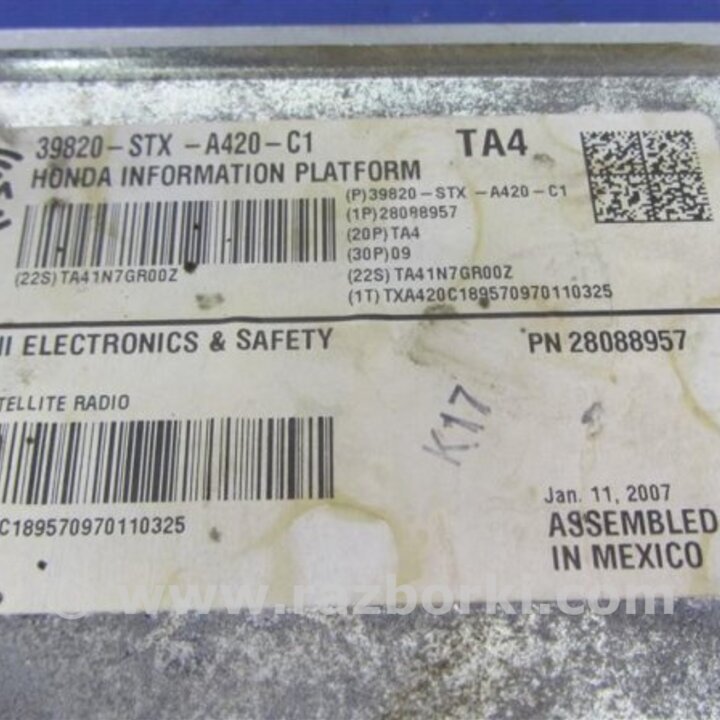 39820-STX -A420-C1 TA4
HONDA INFORMATION PLATFORM
(P)39820-STX -A420-C1
(1P)28088957
(20P)TA4
(30P)09
(22S)TA41N7GR00Z
(22S)TA41N7GR00Z
(1T)TXA420C189570970110325
ELECTRONICS & SAFETY PN 28088957
TELLITE RADIO
K17
Jan. 11, 2007
C189570970110325
ASSEMBLED
IN MEXICO
© www.razborki.com